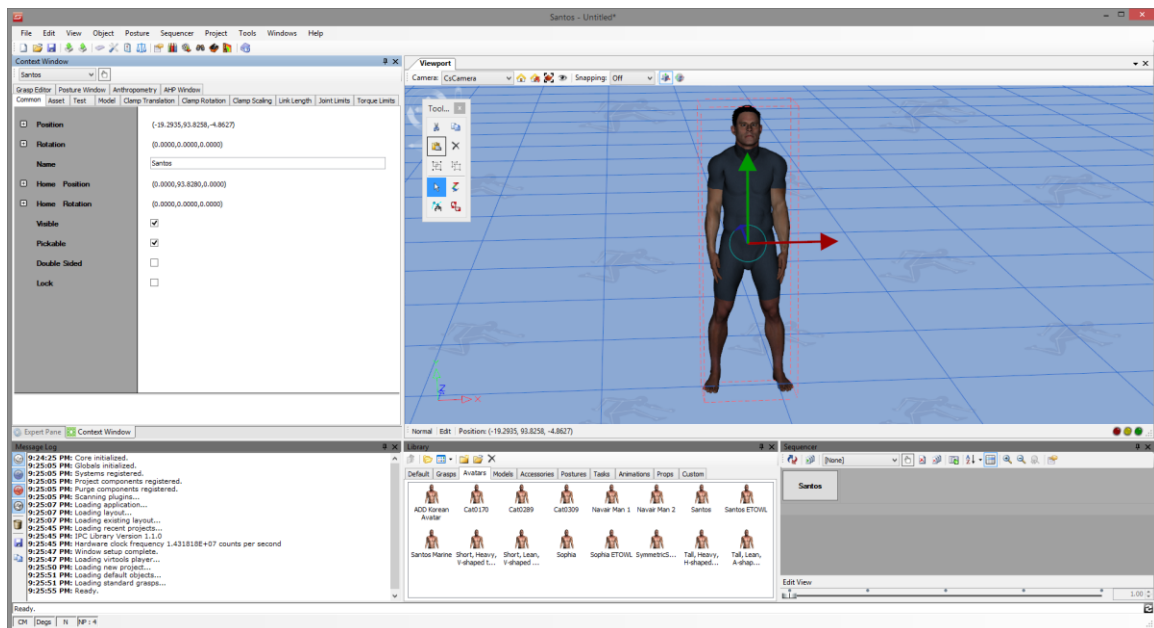 Santos - Untitled*
File Edit View Object Posture Sequencer Project Tools Windows Help
Context Window
Santos
Grasp Editor Posture Window Anthropometry AHP Window
Common Asset Test Model Clamp Translation Clamp Rotation Clamp Scaling Link Length Joint Limits Torque Limits
Position (-19.2935,93.8258,-4.8627)
Rotation (0.0000,0.0000,0.0000)
Name Santos
Home Position (0.0000,93.8280,0.0000)
Home Rotation (0.0000,0.0000,0.0000)
Visible
Pickable
Double Sided
Lock
Expert Pane Context Window
Viewport
Camera: CsCamera Snapping: Off
Tool...
Z
X
Normal Edit Position: (-19.2935, 93.8258, -4.8627)
Message Log
9:24:25 PM: Core initialized.
9:25:05 PM: Globals initialized.
9:25:05 PM: Systems registered.
9:25:05 PM: Project components registered.
9:25:05 PM: Purge components registered.
9:25:05 PM: Scanning plugins...
9:25:07 PM: Loading application...
9:25:07 PM: Loading layout...
9:25:07 PM: Loading existing layout...
9:25:45 PM: Loading recent projects...
9:25:45 PM: IPC Library Version 1.1.0
9:25:45 PM: Hardware clock frequency 1.431818E+07 counts per second
9:25:47 PM: Window setup complete.
9:25:47 PM: Loading virtools player...
9:25:50 PM: Loading new project...
9:25:51 PM: Loading default objects...
9:25:51 PM: Loading standard grasps...
9:25:55 PM: Ready.
Library
Default Grasps Avatars Models Accessories Postures Tasks Animations Props Custom
ADD Korean Avatar Cat0170 Cat0289 Cat0309 Navair Man 1 Navair Man 2 Santos Santos ETOWL
Santos Marine Short, Heavy, V-shaped t... Short, Lean, V-shaped ... Sophia Sophia ETOWL SymmetricS... Tall, Heavy, H-shaped... Tall, Lean, A-shap...
Sequencer
[None]
Santos
Edit View
1.00
Ready.
CM Degs N NP : 4